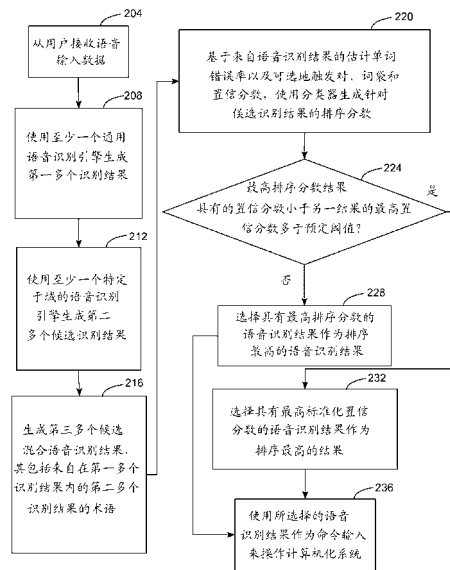 204
从用户接收语音
输入数据
208
使用至少一个通用
语音识别引擎生成
第一多个识别结果
212
使用至少一个特定
于域的语音识别
引擎生成第二
多个候选识别结果
216
生成第三多个候选
混合语音识别结果,
其包括来自在第一多个
识别结果内的第二多个
识别结果的术语
220
基于来自语音识别结果的估计单词
错误率以及可选地触发对、词袋和
置信分数,使用分类器生成针对
候选识别结果的排序分数
224
最高排序分数结果
具有的置信分数小于另一结果的最高置
信分数多于预定阈值?
是
否
228
选择具有最高排序分数的
语音识别结果作为排序
最高的语音识别结果
232
选择具有最高标准化置信
分数的语音识别结果作为
排序最高的结果
236
使用所选择的语音
识别结果作为命令输入
来操作计算机化系统